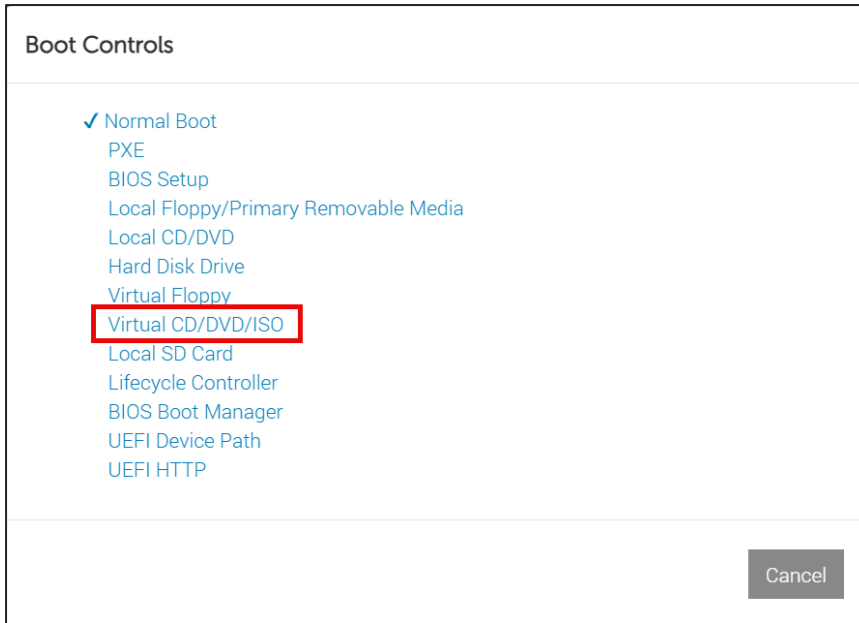 Boot Controls
✓ Normal Boot
PXE
BIOS Setup
Local Floppy/Primary Removable Media
Local CD/DVD
Hard Disk Drive
Virtual Floppy
Virtual CD/DVD/ISO
Local SD Card
Lifecycle Controller
BIOS Boot Manager
UEFI Device Path
UEFI HTTP
Cancel